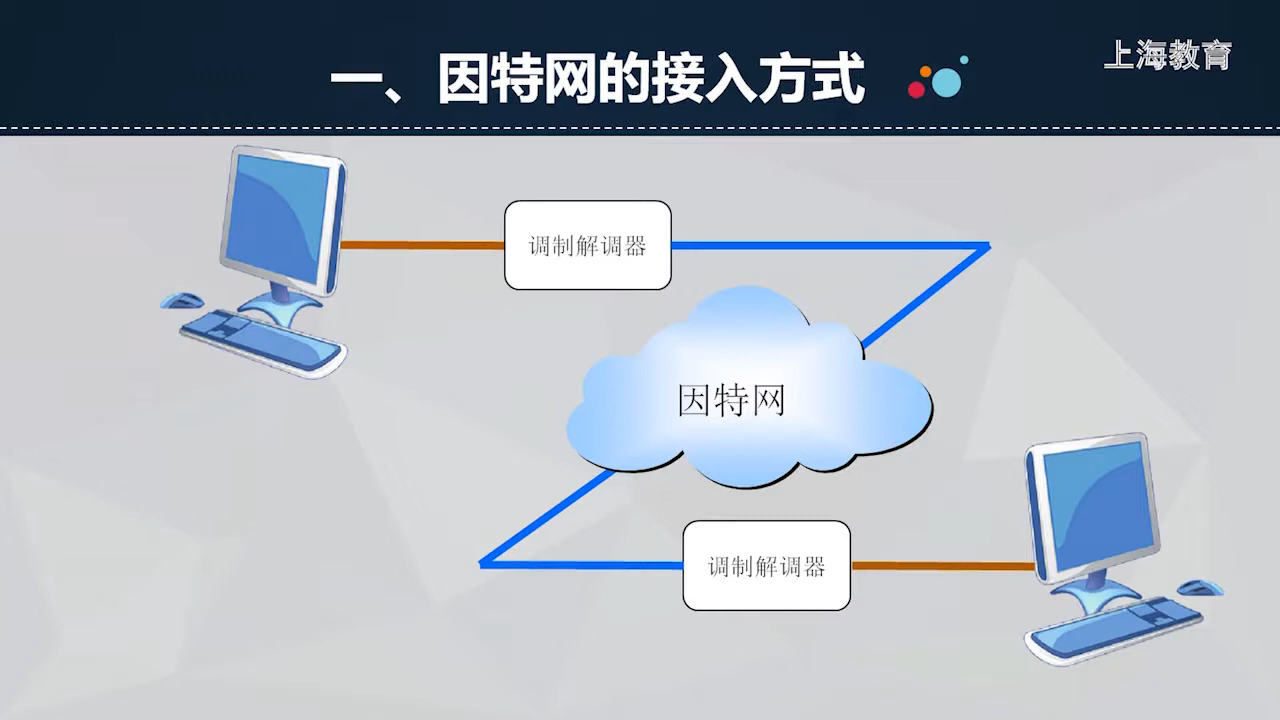 一、因特网的接入方式
上海教育
调制解调器
因特网
调制解调器